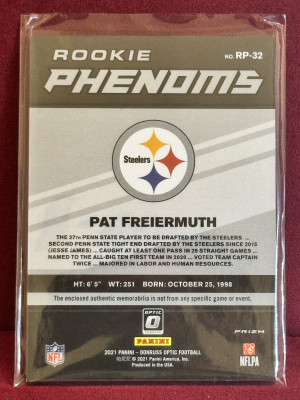 ROOKIE
NO. RP-32
PHENOMS
Steelers
PAT FREIERMUTH
THE 37TH PENN STATE PLAYER TO BE DRAFTED BY THE STEELERS ...
SECOND PENN STATE TIGHT END DRAFTED BY THE STEELERS SINCE 2015
(JESSE JAMES) ... CAUGHT AT LEAST ONE PASS IN 29 STRAIGHT GAMES ...
NAMED TO THE ALL-BIG TEN FIRST TEAM IN 2020 ... VOTED TEAM CAPTAIN
TWICE ... MAJORED IN LABOR AND HUMAN RESOURCES.
HT: 6' 5" WT: 251 BORN: OCTOBER 25, 1998
The enclosed authentic memorabilia is not from any specific game or event.
OPTIC
PRIZM
NFL
PANINI
NFLPA
2021 PANINI - DONRUSS OPTIC FOOTBALL
© 2021 Panini America, Inc.
Produced in the USA.